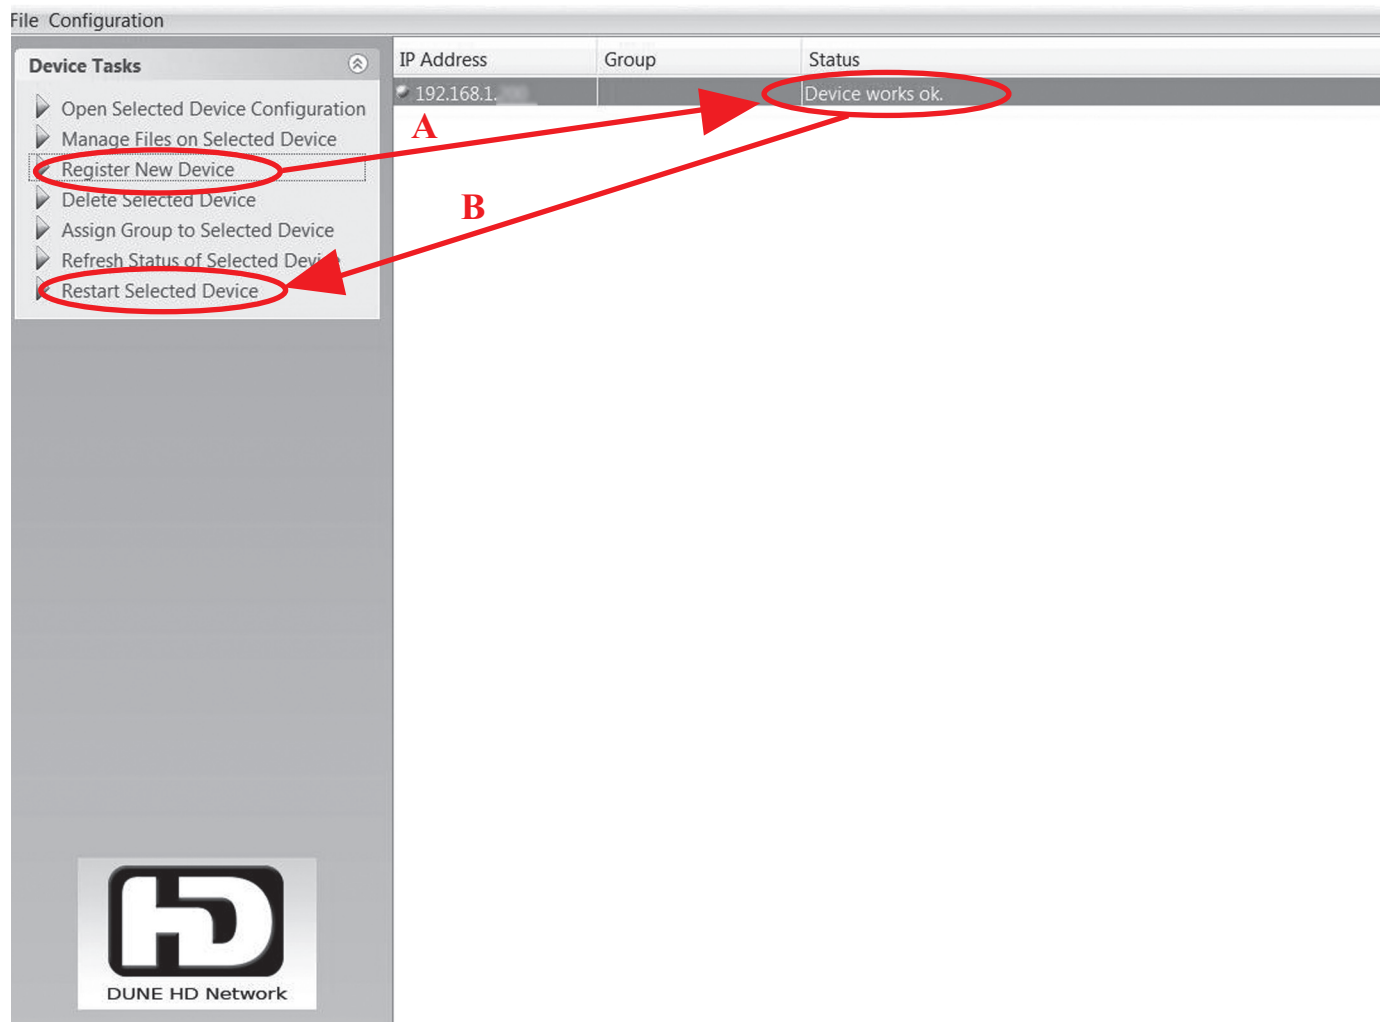 File Configuration
Device Tasks
Open Selected Device Configuration
Manage Files on Selected Device
Register New Device
Delete Selected Device
Assign Group to Selected Device
Refresh Status of Selected Device
Restart Selected Device
IP Address Group Status
192.168.1. Device works ok.
A
B
HD
DUNE HD Network